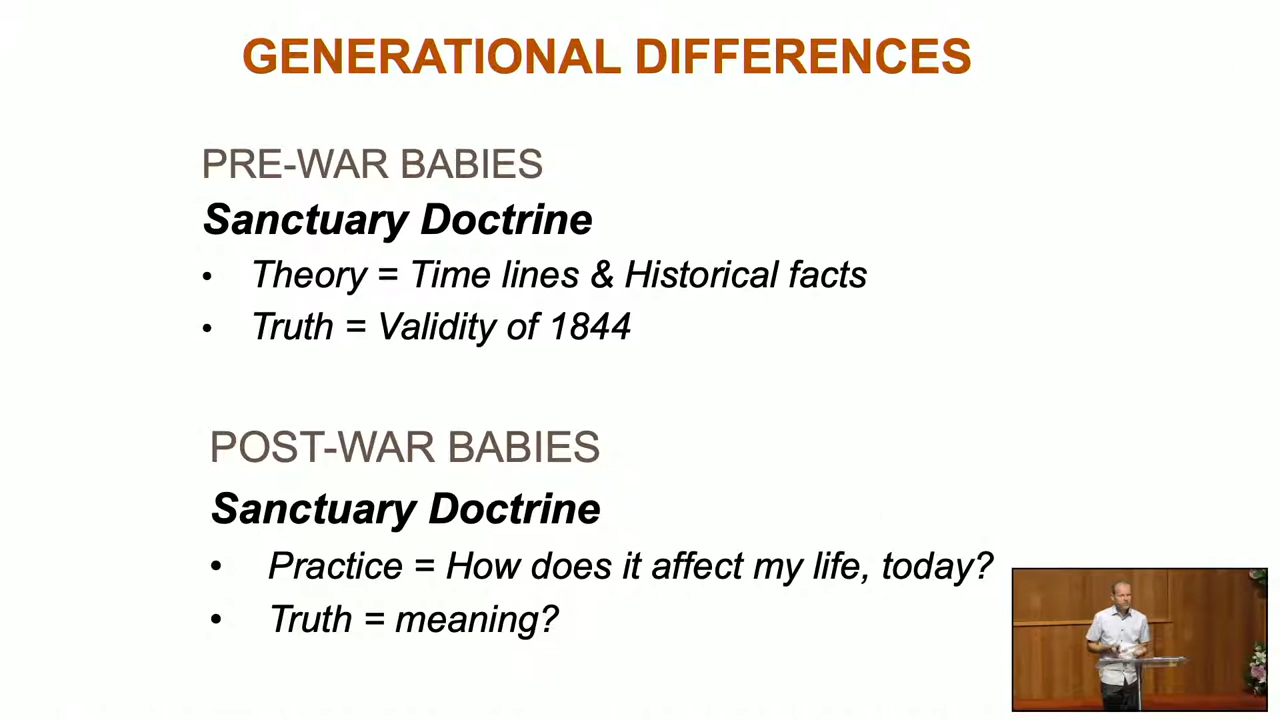 GENERATIONAL DIFFERENCES
PRE-WAR BABIES
Sanctuary Doctrine
• Theory = Time lines & Historical facts
• Truth = Validity of 1844
POST-WAR BABIES
Sanctuary Doctrine
• Practice = How does it affect my life, today?
• Truth = meaning?